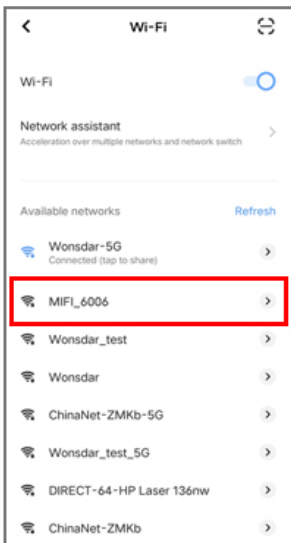 Wi-Fi
Wi-Fi
Network assistant
Acceleration over multiple networks and network switch
Available networks Refresh
Wonsdar-5G
Connected (tap to share)
MIFI_6006
Wonsdar_test
Wonsdar
ChinaNet-ZMKb-5G
Wonsdar_test_5G
DIRECT-64-HP Laser 136nw
ChinaNet-ZMKb